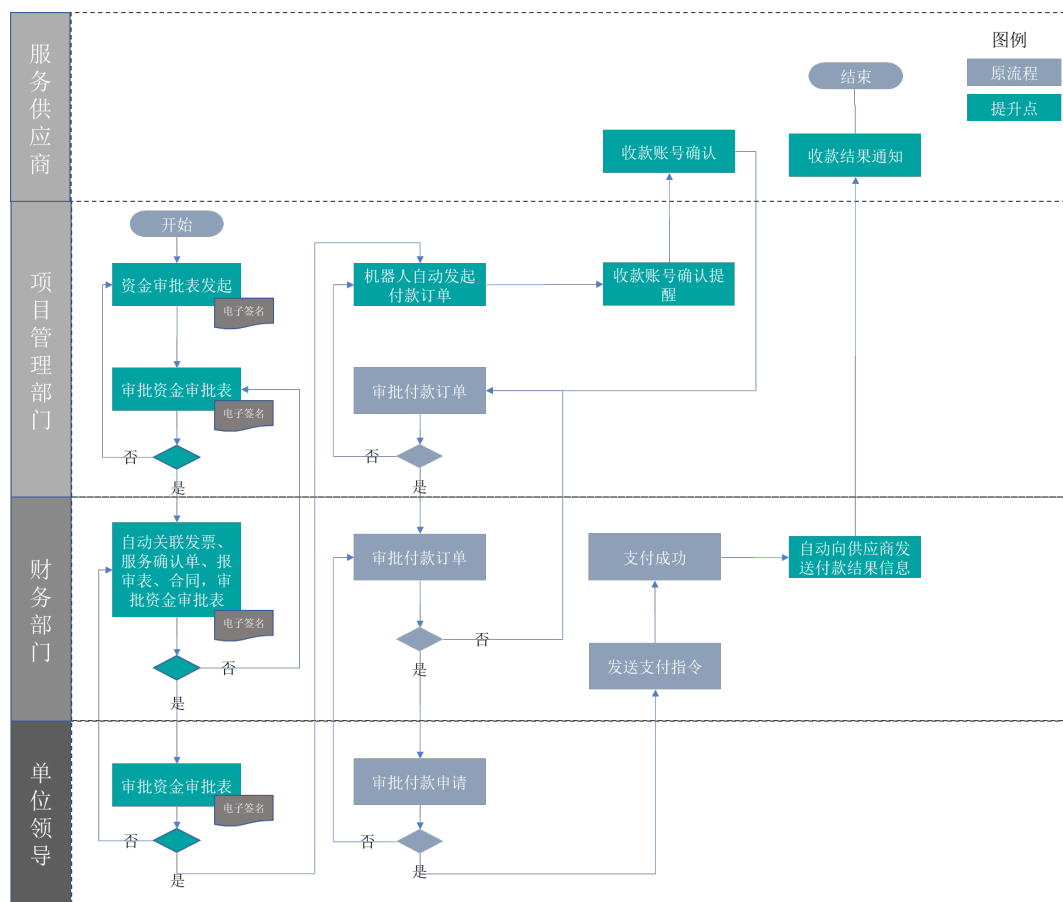 服务供应商
图例
原流程
提升点
结束
收款账号确认
收款结果通知
项目管理部门
开始
资金审批表发起
电子签名
机器人自动发起
付款订单
收款账号确认提
醒
审批资金审批表
电子签名
审批付款订单
否
是
否
是
财务部门
自动关联发票、
服务确认单、报
审表、合同，审
批资金审批表
电子签名
审批付款订单
支付成功
自动向供应商发
送付款结果信息
否
是
否
是
发送支付指令
单位领导
审批资金审批表
电子签名
审批付款申请
否
是
否
是